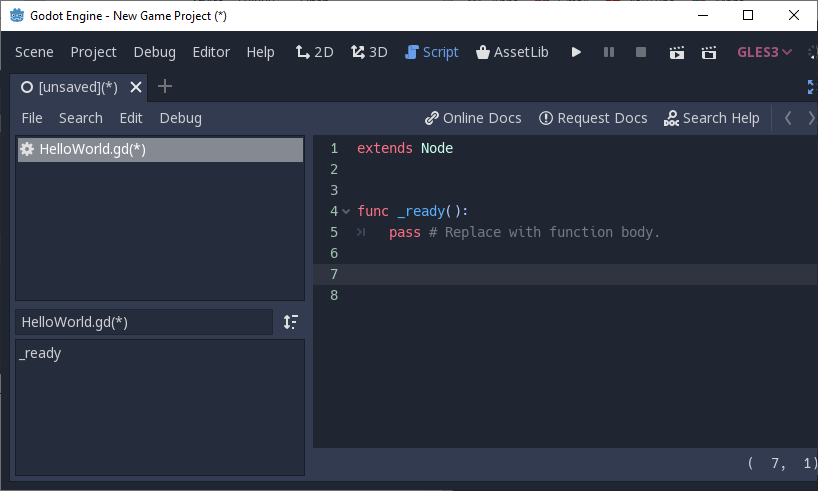 Godot Engine - New Game Project (*)
Scene Project Debug Editor Help 2D 3D Script AssetLib GLES3
[unsaved](*)
File Search Edit Debug Online Docs Request Docs Search Help
HelloWorld.gd(*)
HelloWorld.gd(*)
_ready
1 extends Node
2
3
4 func _ready():
5 pass # Replace with function body.
6
7
8
( 7, 1)